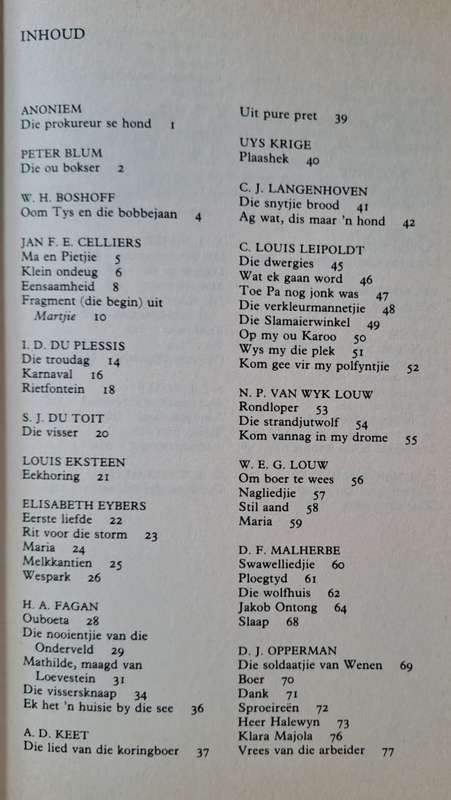 INHOUD
ANONIEM
Die prokureur se hond 1
PETER BLUM
Die ou bokser 2
W. H. BOSHOFF
Oom Tys en die bobbejaan 4
JAN F. E. CELLIERS
Ma en Pietjie 5
Klein ondeug 6
Eensaamheid 8
Fragment (die begin) uit
Martjie 10
I. D. DU PLESSIS
Die troudag 14
Karnaval 16
Rietfontein 18
S. J. DU TOIT
Die visser 20
LOUIS EKSTEEN
Eekhoring 21
ELISABETH EYBERS
Eerste liefde 22
Rit voor die storm 23
Maria 24
Melkkantien 25
Wespark 26
H. A. FAGAN
Ouboeta 28
Die nooientjie van die
Onderveld 29
Mathilde, maagd van
Loevestein 31
Die vissersknaap 34
Ek het 'n huisie by die see 36
A. D. KEET
Die lied van die koringboer 37
Uit pure pret 39
UYS KRIGE
Plaashek 40
C. J. LANGENHOVEN
Die snytjie brood 41
Ag wat, dis maar 'n hond 42
C. LOUIS LEIPOLDT
Die dwergies 45
Wat ek gaan word 46
Toe Pa nog jonk was 47
Die verkleurmannetjie 48
Die Slamaierwinkel 49
Op my ou Karoo 50
Wys my die plek 51
Kom gee vir my polfyntjie 52
N. P. VAN WYK LOUW
Rondloper 53
Die strandjutwolf 54
Kom vannag in my drome 55
W. E. G. LOUW
Om boer te wees 56
Nagliedjie 57
Stil aand 58
Maria 59
D. F. MALHERBE
Swawelliedjie 60
Ploegtyd 61
Die wolfhuis 62
Jakob Ontong 64
Slaap 68
D. J. OPPERMAN
Die soldaatjie van Wenen 69
Boer 70
Dank 71
Sproeireën 72
Heer Halewyn 73
Klara Majola 76
Vrees van die arbeider 77